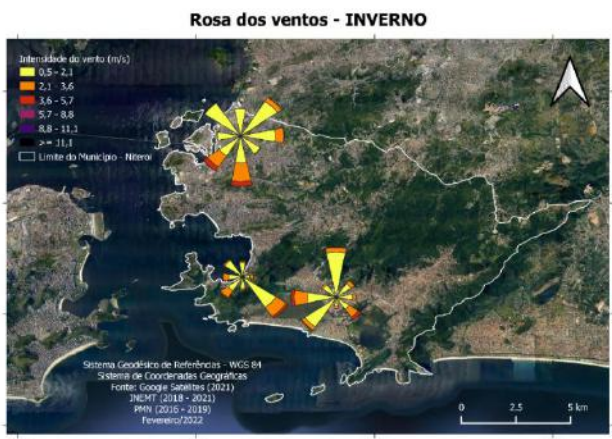 Rosa dos ventos - INVERNO
Intensidade do vento (m/s)
0,5 - 2,1
2,1 - 3,6
3,6 - 5,7
5,7 - 8,8
8,8 - 11,1
>= 11,1
Limite do Município - Niteroi
Sistema Geodésico de Referências - WGS 84
Sistema de Coordenadas Geográficas
Fonte: Google Satélites (2021)
INEMT (2018 - 2021)
PMN (2016 - 2019)
Fevereiro/2022
0 2.5 5 km